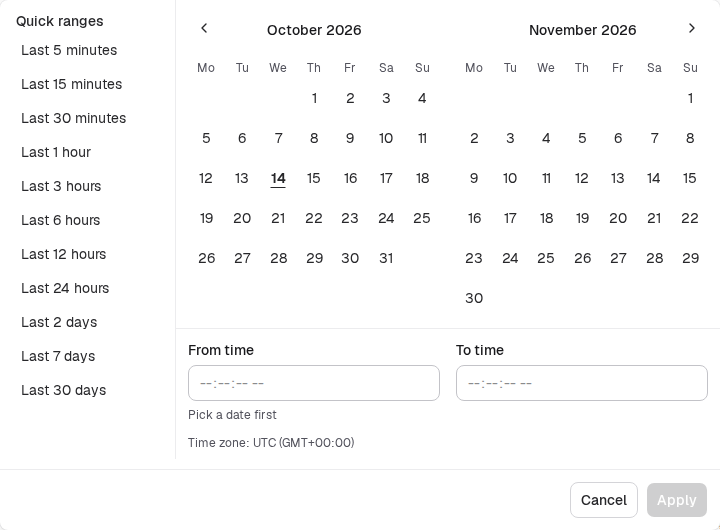 Quick ranges
Last 5 minutes
Last 15 minutes
Last 30 minutes
Last 1 hour
Last 3 hours
Last 6 hours
Last 12 hours
Last 24 hours
Last 2 days
Last 7 days
Last 30 days
October 2026
Mo Tu We Th Fr Sa Su
1 2 3 4
5 6 7 8 9 10 11
12 13 14 15 16 17 18
19 20 21 22 23 24 25
26 27 28 29 30 31
November 2026
Mo Tu We Th Fr Sa Su
1
2 3 4 5 6 7 8
9 10 11 12 13 14 15
16 17 18 19 20 21 22
23 24 25 26 27 28 29
30
From time
--:--:-- --
Pick a date first
To time
--:--:-- --
Time zone: UTC (GMT+00:00)
Cancel
Apply